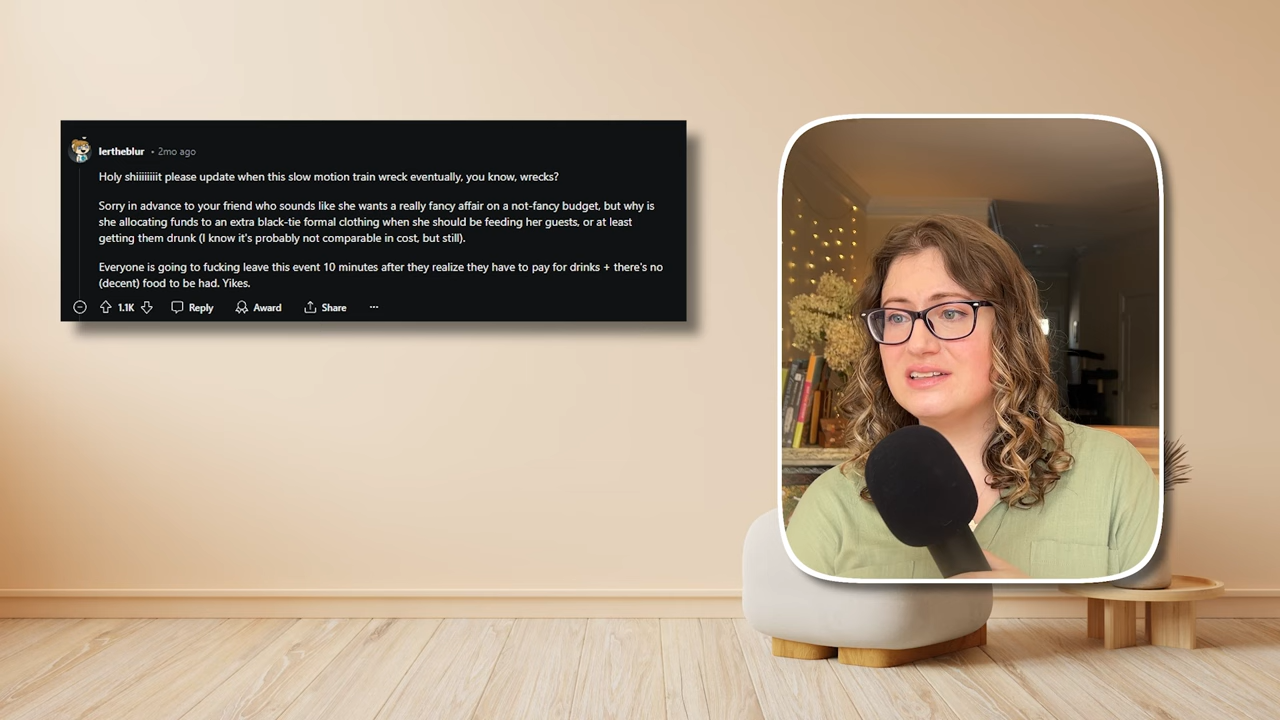 lertheblur • 2mo ago
Holy shiiiiiiiit please update when this slow motion train wreck eventually, you know, wrecks?
Sorry in advance to your friend who sounds like she wants a really fancy affair on a not-fancy budget, but why is
she allocating funds to an extra black-tie formal clothing when she should be feeding her guests, or at least
getting them drunk (I know it's probably not comparable in cost, but still).
Everyone is going to fucking leave this event 10 minutes after they realize they have to pay for drinks + there's no
(decent) food to be had. Yikes.
1.1K Reply Award Share ...